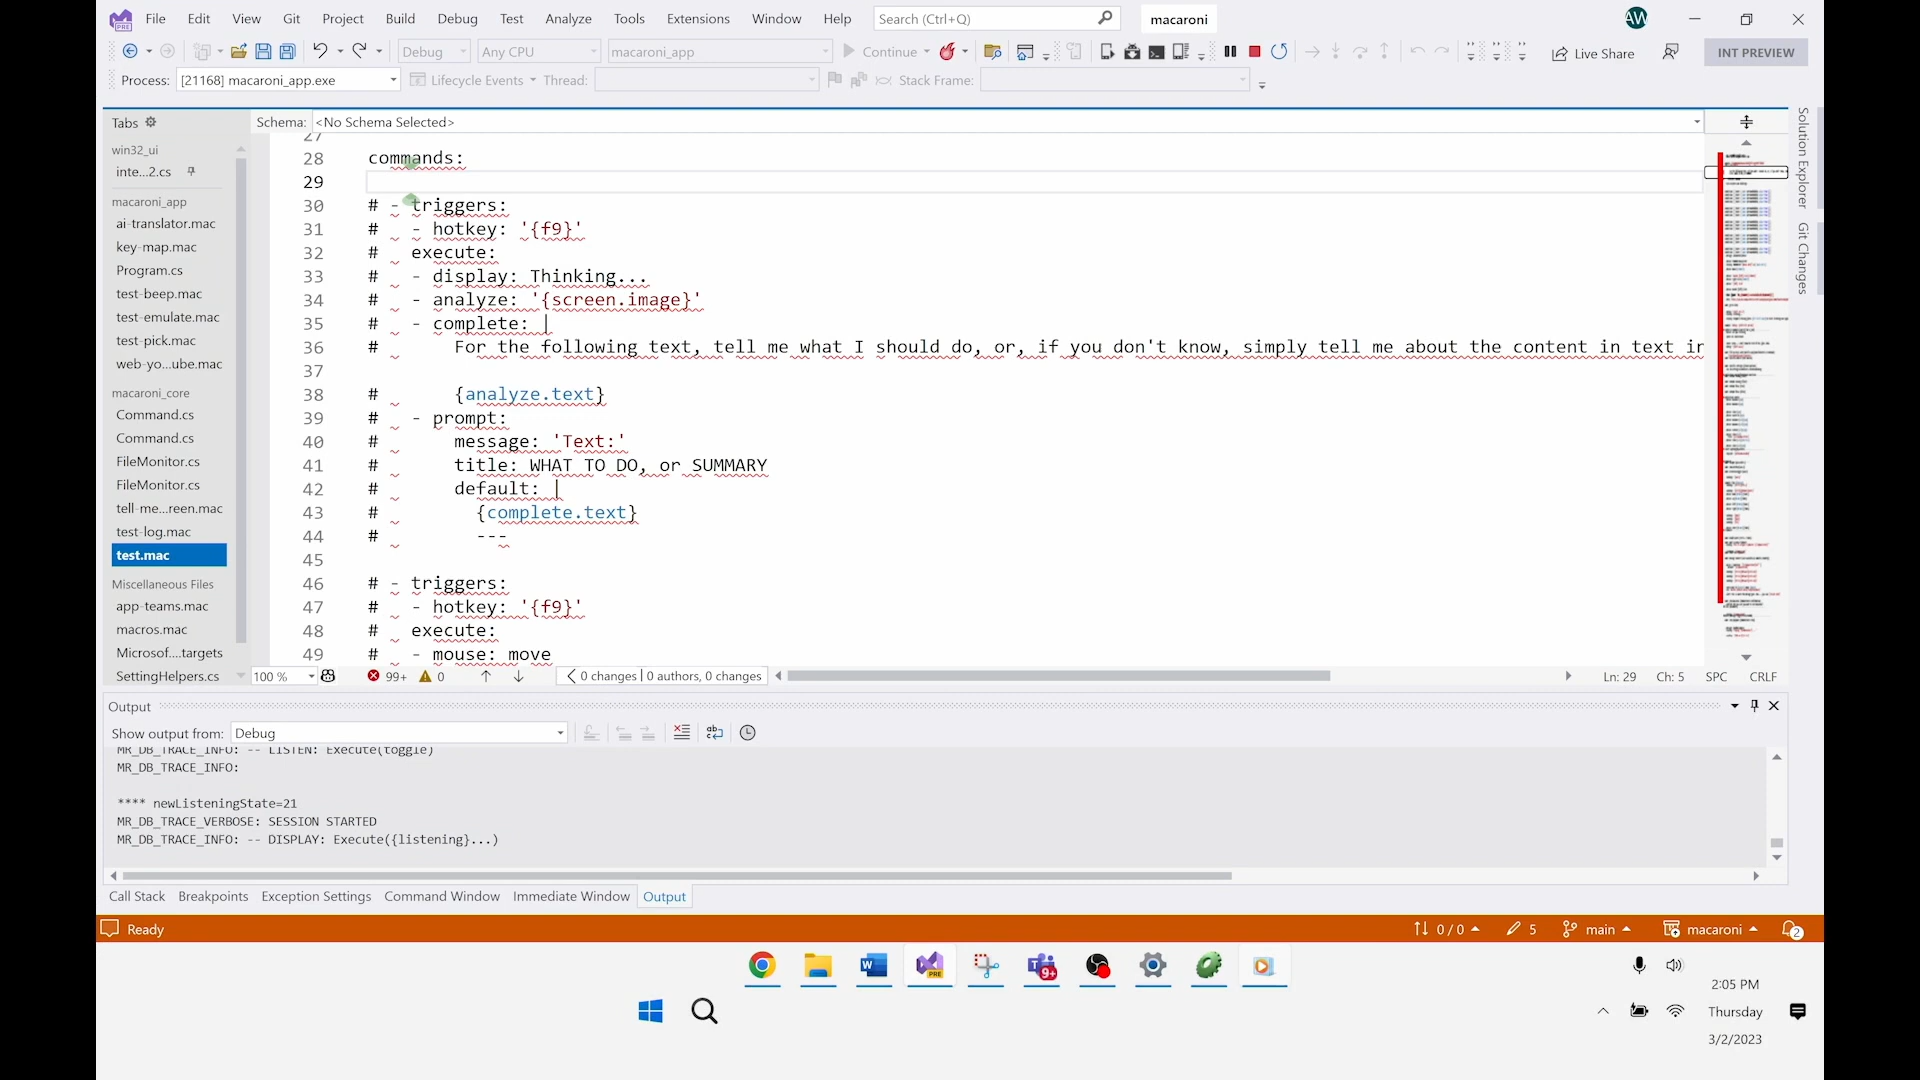 File Edit View Git Project Build Debug Test Analyze Tools Extensions Window Help Search (Ctrl+Q) macaroni AW
Debug Any CPU macaroni_app Continue Live Share INT PREVIEW
Process: [21168] macaroni_app.exe Lifecycle Events Thread: Stack Frame:
Tabs
win32_ui
inte...2.cs
macaroni_app
ai-translator.mac
key-map.mac
Program.cs
test-beep.mac
test-emulate.mac
test-pick.mac
web-yo...ube.mac
macaroni_core
Command.cs
Command.cs
FileMonitor.cs
FileMonitor.cs
tell-me...reen.mac
test-log.mac
test.mac
Miscellaneous Files
app-teams.mac
macros.mac
Microsof....targets
SettingHelpers.cs
Schema: <No Schema Selected>
27
28 commands:
29
30 # - triggers:
31 #   - hotkey: '{f9}'
32 #   execute:
33 #   - display: Thinking...
34 #   - analyze: '{screen.image}'
35 #   - complete: |
36 #       For the following text, tell me what I should do, or, if you don't know, simply tell me about the content in text in
37
38 #       {analyze.text}
39 #   - prompt:
40 #       message: 'Text:'
41 #       title: WHAT TO DO, or SUMMARY
42 #       default: |
43 #         {complete.text}
44 #         ---
45
46 # - triggers:
47 #   - hotkey: '{f9}'
48 #   execute:
49 #   - mouse: move
100 % 99+ 0 0 changes | 0 authors, 0 changes Ln: 29 Ch: 5 SPC CRLF
Solution Explorer
Git Changes
Output
Show output from: Debug
MR_DB_TRACE_INFO: -- LISTEN: Execute(toggle)
MR_DB_TRACE_INFO:
**** newListeningState=21
MR_DB_TRACE_VERBOSE: SESSION STARTED
MR_DB_TRACE_INFO: -- DISPLAY: Execute({listening}...)
Call Stack Breakpoints Exception Settings Command Window Immediate Window Output
Ready 0 / 0 5 main macaroni 2
9+
2:05 PM
Thursday
3/2/2023